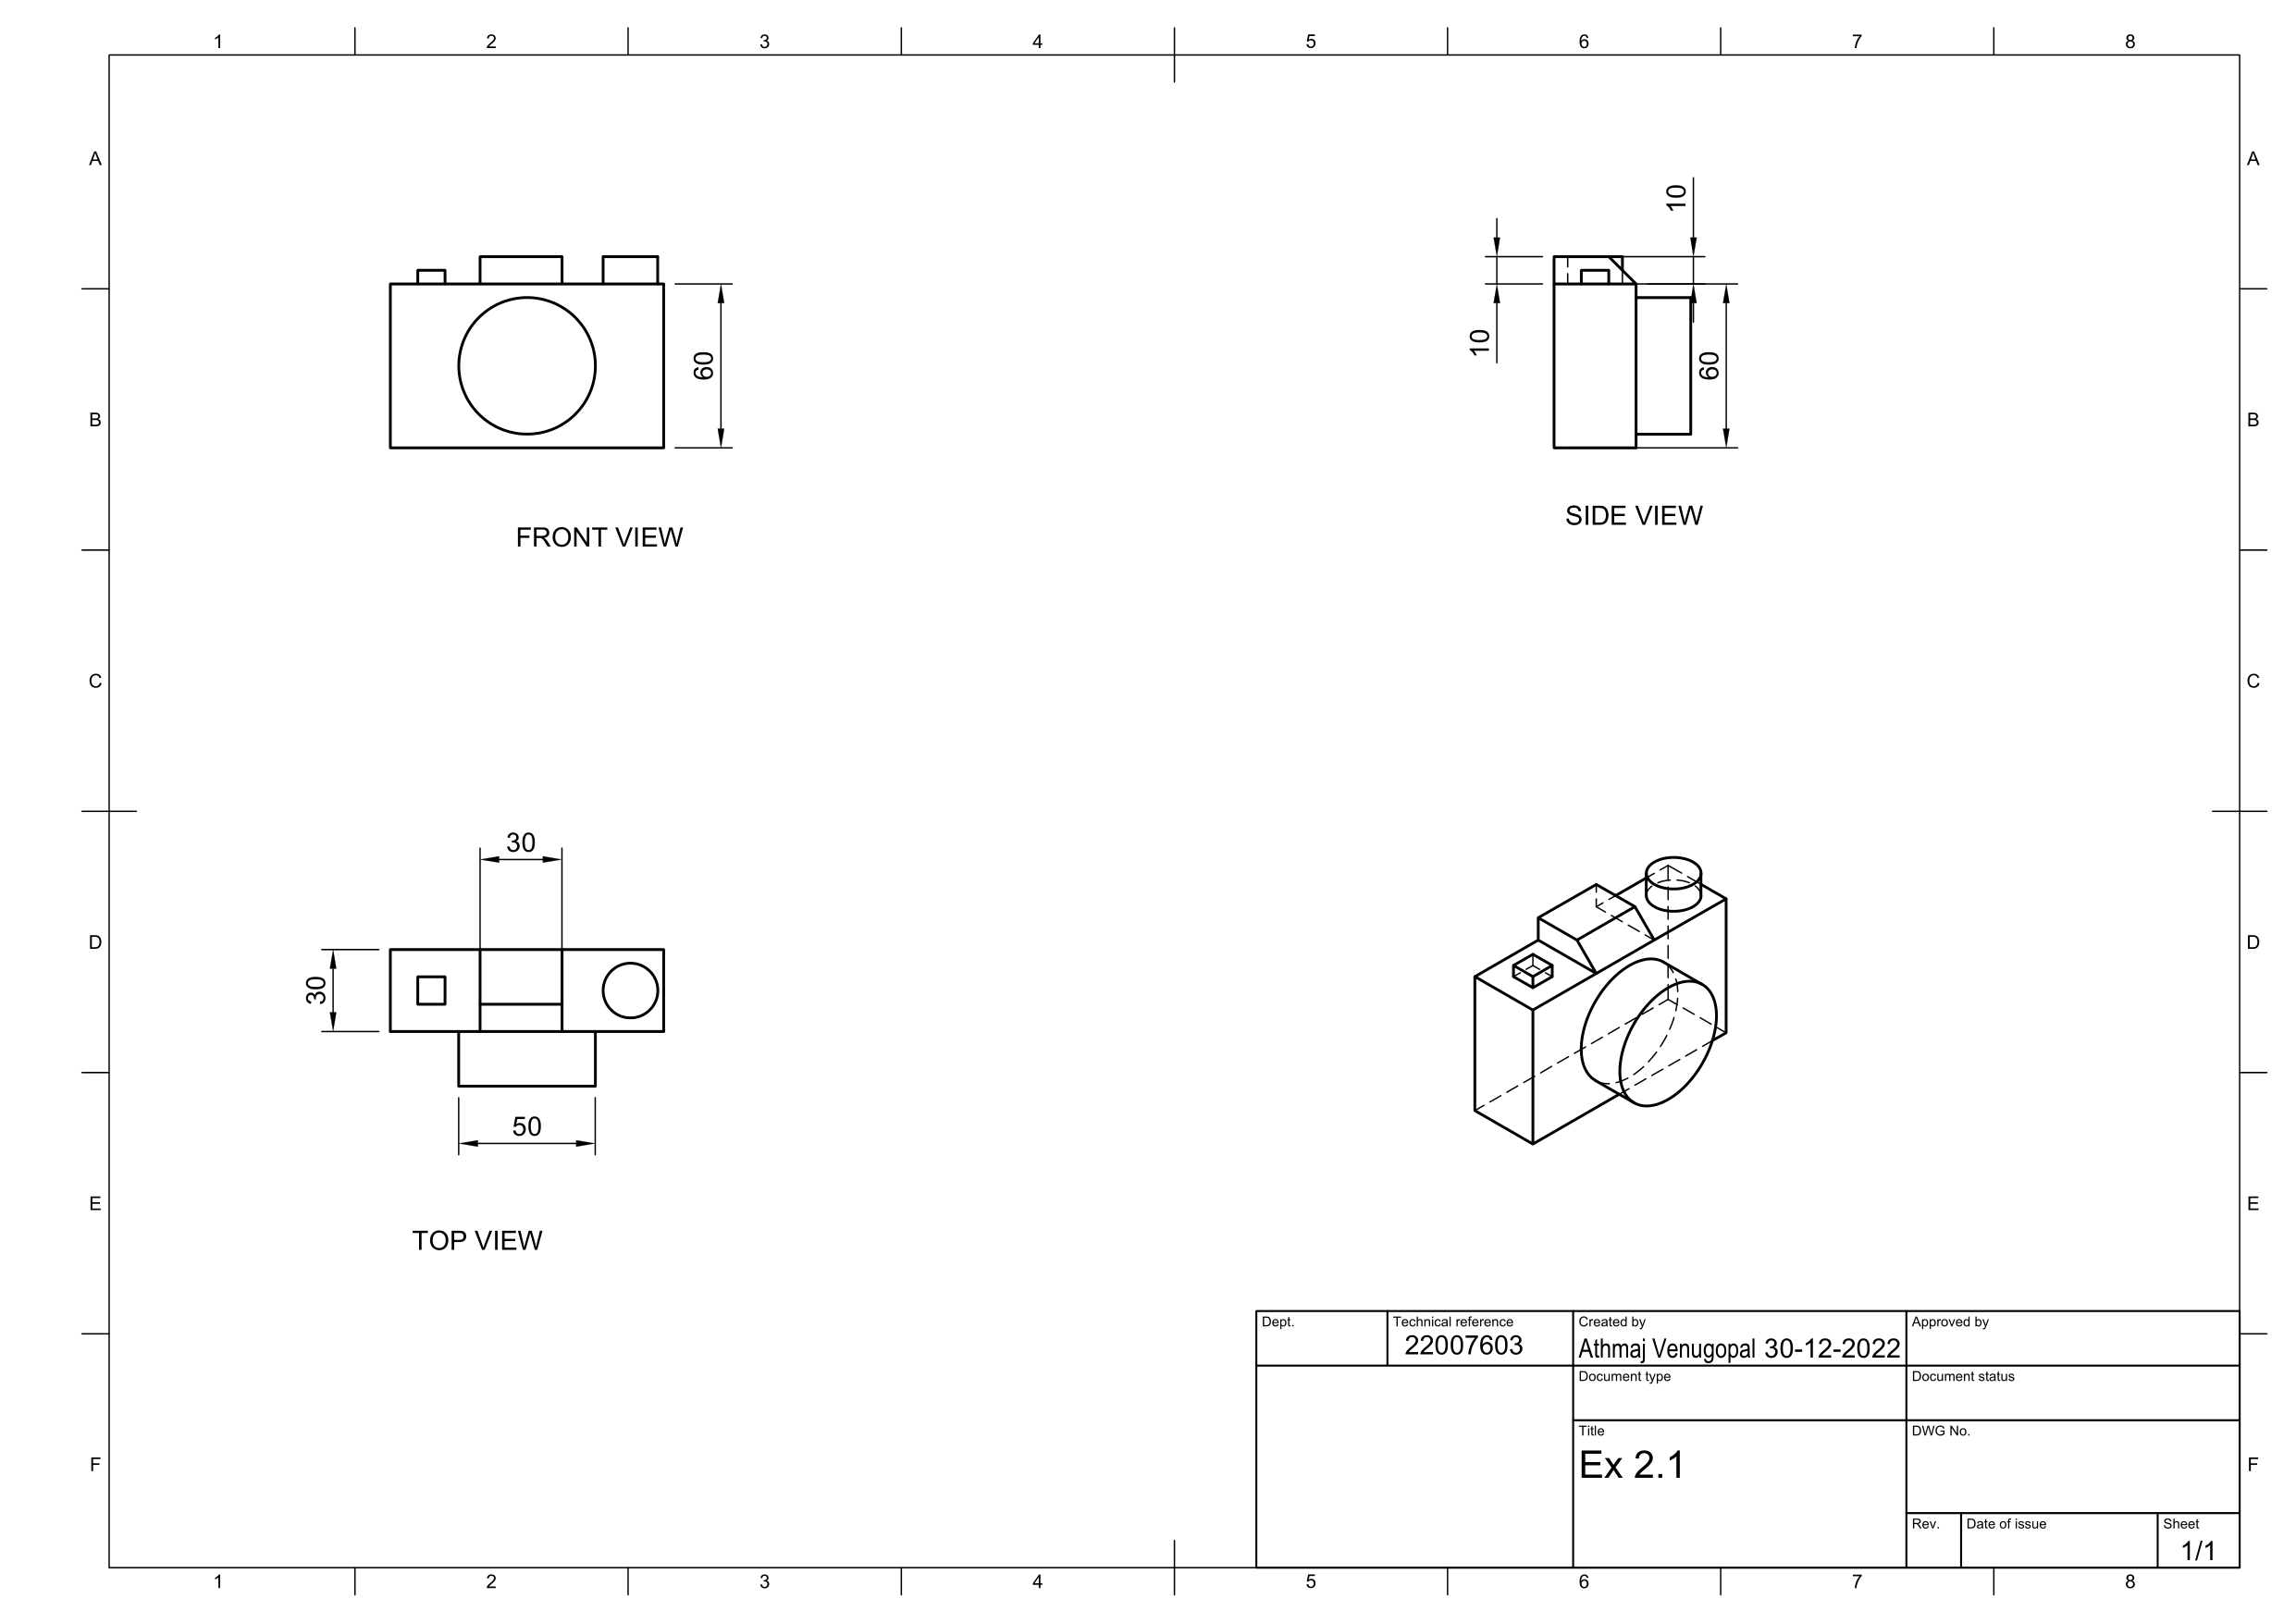 1 2 3 4 5 6 7 8
A A
10
10
60
60
B B
SIDE VIEW
FRONT VIEW
C C
30
D D
30
50
E E
TOP VIEW
Dept. Technical reference Created by Approved by
22007603 Athmaj Venugopal 30-12-2022
Document type Document status
Title DWG No.
Ex 2.1
F F
Rev. Date of issue Sheet
1/1
1 2 3 4 5 6 7 8